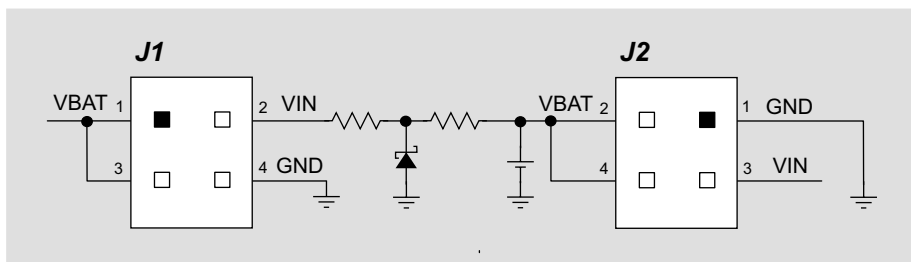 J1
J2
VBAT 1
2 VIN
VBAT 2
1 GND
3
4 GND
4
3 VIN